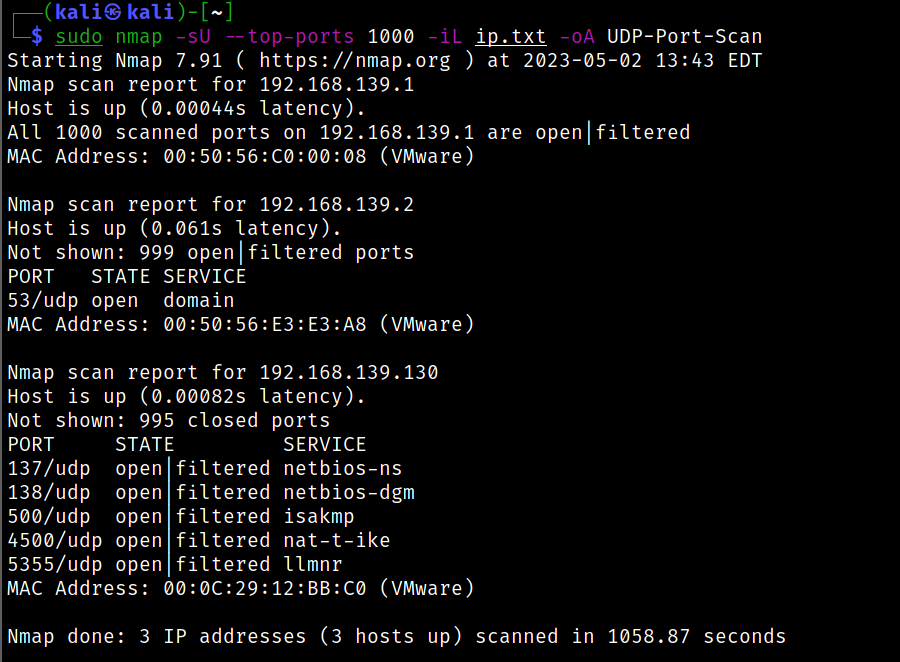 ┌──(kali㉿kali)-[~]
└─$ sudo nmap -sU --top-ports 1000 -iL ip.txt -oA UDP-Port-Scan
Starting Nmap 7.91 ( https://nmap.org ) at 2023-05-02 13:43 EDT
Nmap scan report for 192.168.139.1
Host is up (0.00044s latency).
All 1000 scanned ports on 192.168.139.1 are open|filtered
MAC Address: 00:50:56:C0:00:08 (VMware)

Nmap scan report for 192.168.139.2
Host is up (0.061s latency).
Not shown: 999 open|filtered ports
PORT   STATE SERVICE
53/udp open  domain
MAC Address: 00:50:56:E3:E3:A8 (VMware)

Nmap scan report for 192.168.139.130
Host is up (0.00082s latency).
Not shown: 995 closed ports
PORT     STATE         SERVICE
137/udp  open|filtered netbios-ns
138/udp  open|filtered netbios-dgm
500/udp  open|filtered isakmp
4500/udp open|filtered nat-t-ike
5355/udp open|filtered llmnr
MAC Address: 00:0C:29:12:BB:C0 (VMware)

Nmap done: 3 IP addresses (3 hosts up) scanned in 1058.87 seconds